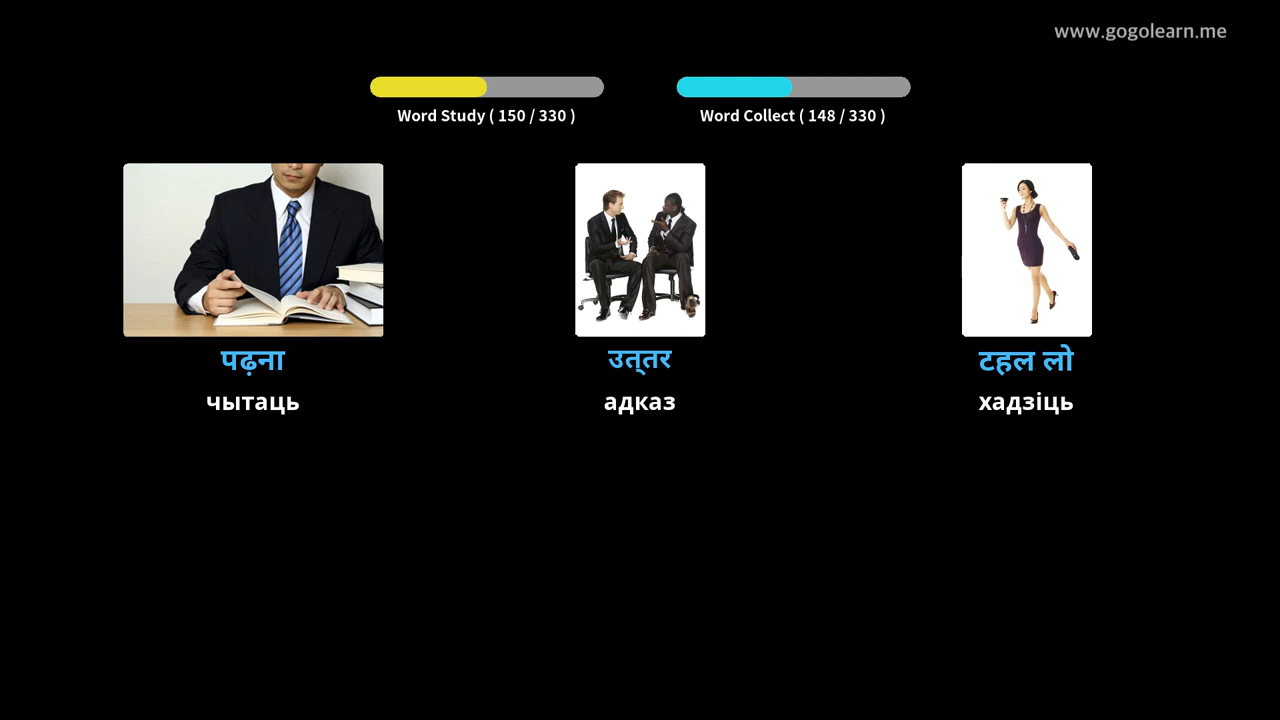 www.gogolearn.me
Word Study ( 150 / 330 )
Word Collect ( 148 / 330 )
पढ़ना
उत्‌तर
टहल लो
чытаць
адказ
хадзіць